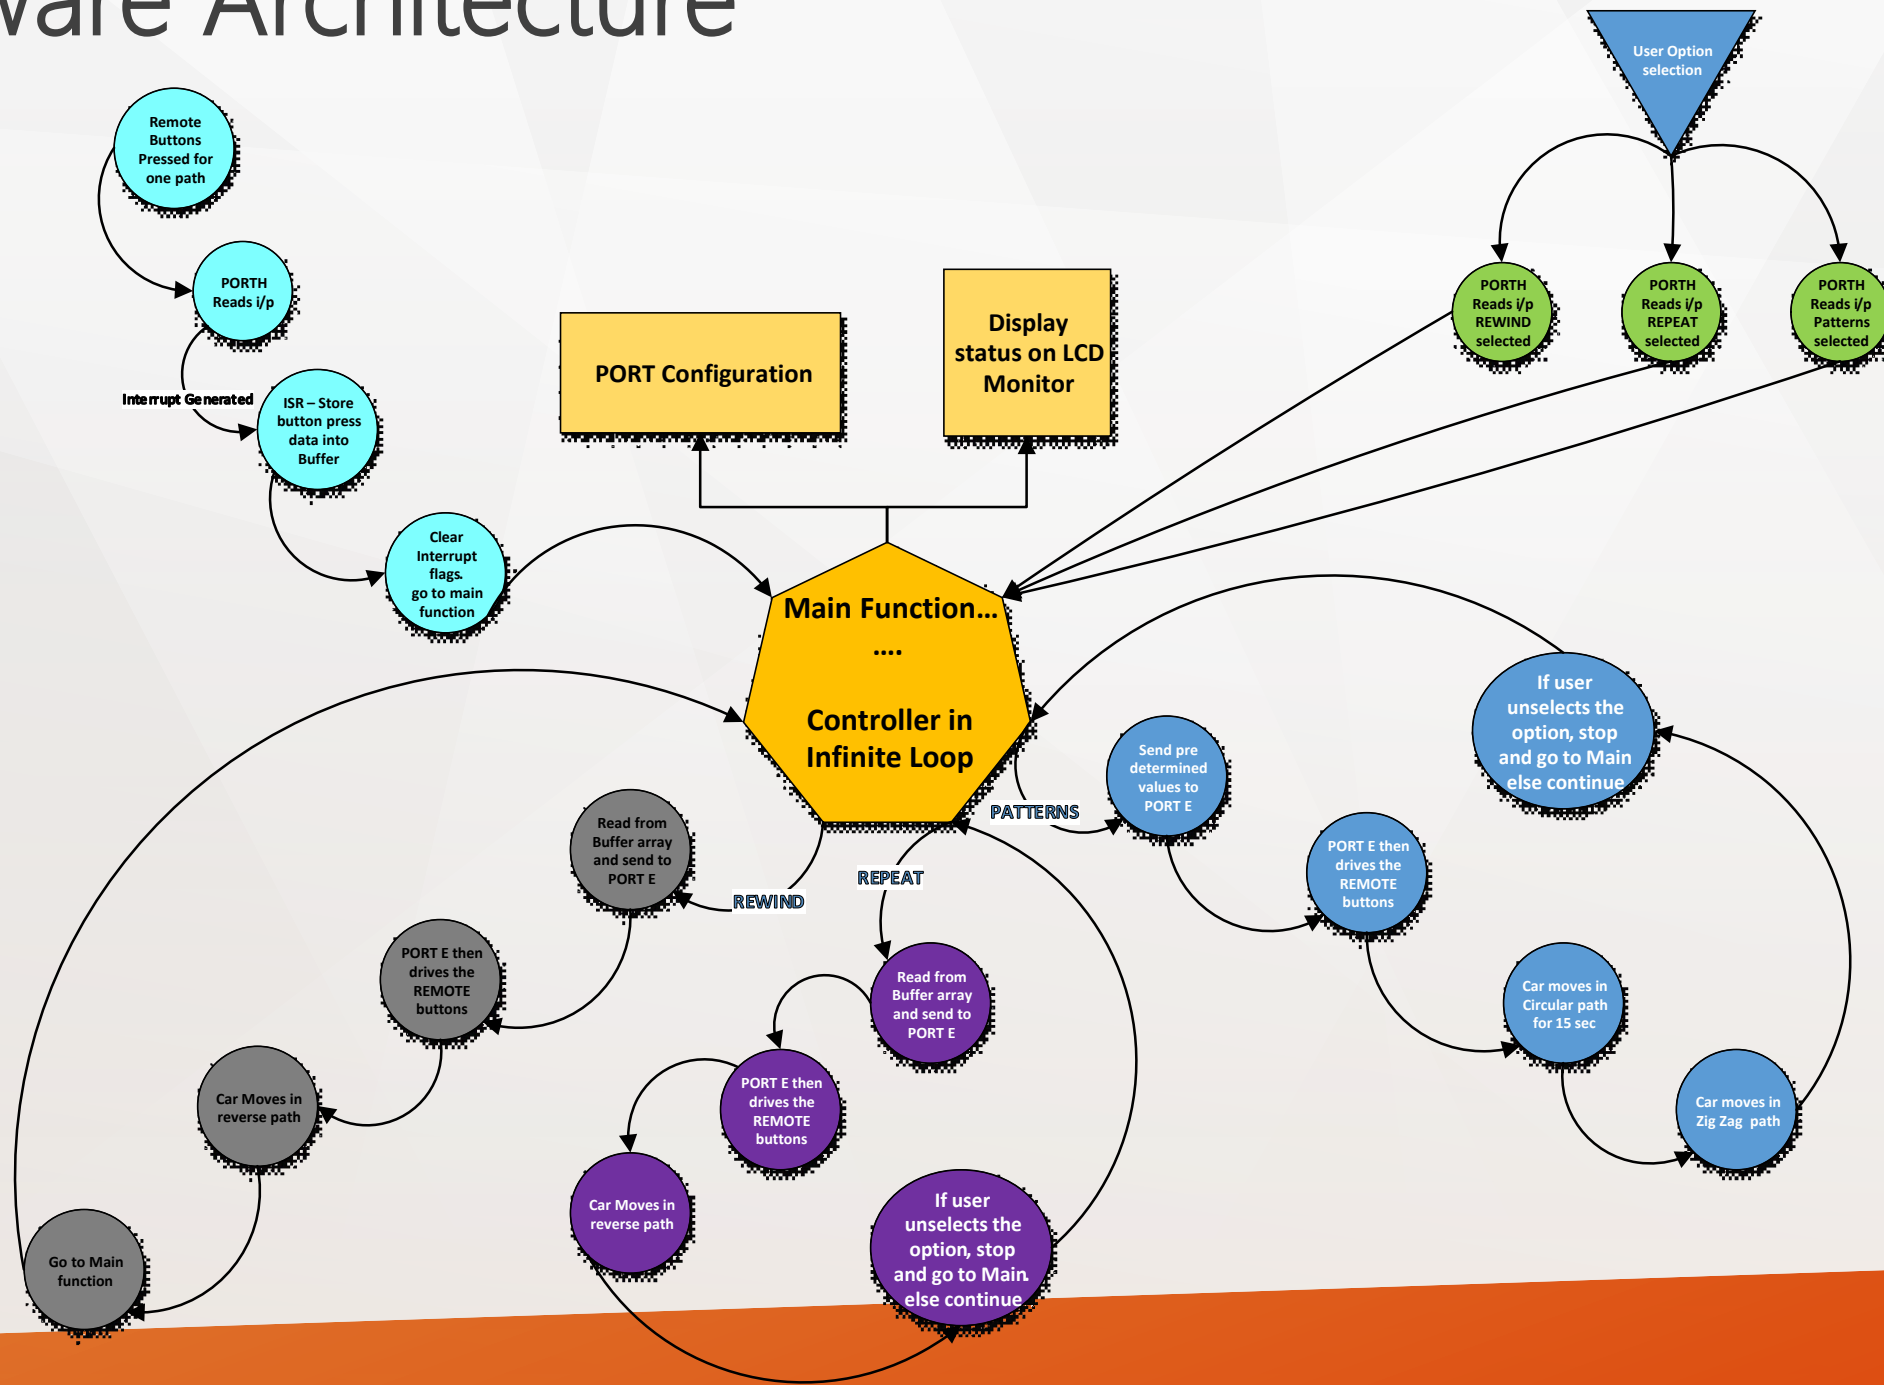 ware Architecture
User Option
selection
Remote
Buttons
Pressed for
one path
PORTH
Reads i/p
Interrupt Generated
ISR – Store
button press
data into
Buffer
Clear
Interrupt
flags.
go to main
function
PORT Configuration
Display
status on LCD
Monitor
PORTH
Reads i/p
REWIND
selected
PORTH
Reads i/p
REPEAT
selected
PORTH
Reads i/p
Patterns
selected
Main Function...
....
Controller in
Infinite Loop
If user
unselects the
option, stop
and go to Main
else continue
PATTERNS
Send pre
determined
values to
PORT E
PORT E then
drives the
REMOTE
buttons
Car moves in
Circular path
for 15 sec
Car moves in
Zig Zag path
REPEAT
Read from
Buffer array
and send to
PORT E
PORT E then
drives the
REMOTE
buttons
Car Moves in
reverse path
If user
unselects the
option, stop
and go to Main.
else continue
REWIND
Read from
Buffer array
and send to
PORT E
PORT E then
drives the
REMOTE
buttons
Car Moves in
reverse path
Go to Main
function